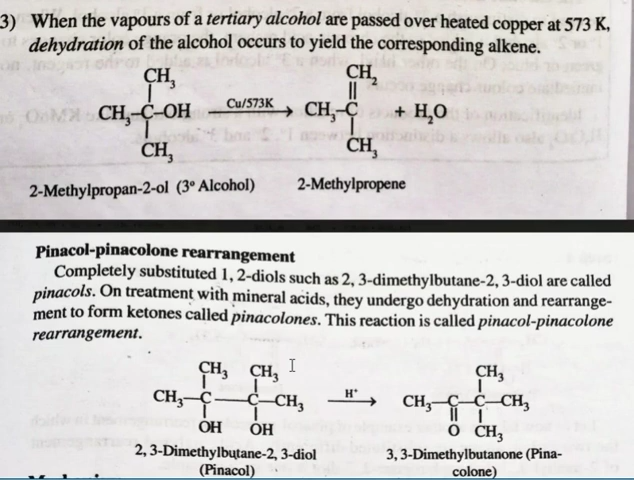 3) When the vapours of a tertiary alcohol are passed over heated copper at 573 K,
dehydration of the alcohol occurs to yield the corresponding alkene.
CH₃ CH₂
| ||
CH₃–C–OH Cu/573K → CH₃–C + H₂O
| |
CH₃ CH₃
2-Methylpropan-2-ol (3º Alcohol) 2-Methylpropene
Pinacol-pinacolone rearrangement
Completely substituted 1, 2-diols such as 2, 3-dimethylbutane-2, 3-diol are called
pinacols. On treatment with mineral acids, they undergo dehydration and rearrange-
ment to form ketones called pinacolones. This reaction is called pinacol-pinacolone
rearrangement.
CH₃ CH₃ CH₃
| | |
CH₃–C——C–CH₃ H⁺ → CH₃–C–C–CH₃
| | || |
OH OH O CH₃
2, 3-Dimethylbutane-2, 3-diol 3, 3-Dimethylbutanone (Pina-
(Pinacol) colone)